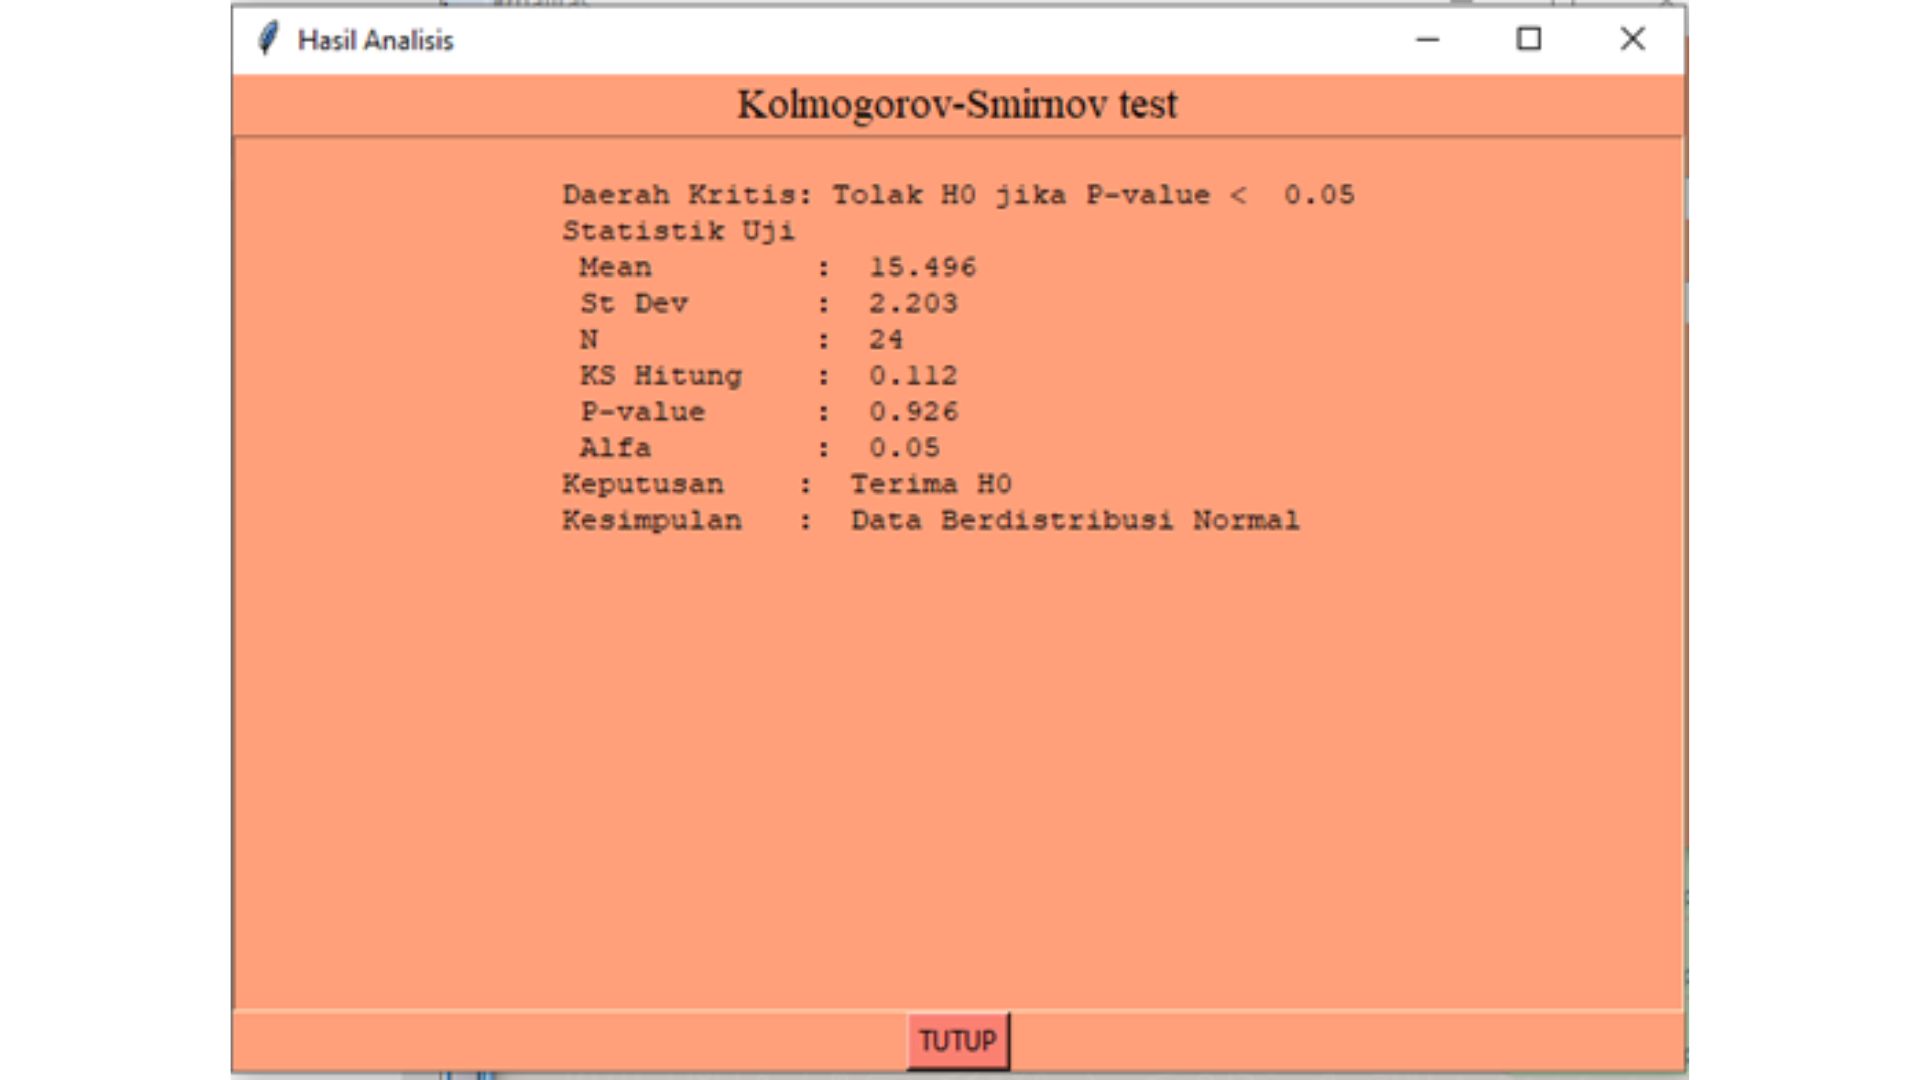 Hasil Analisis
Kolmogorov-Smirnov test
Daerah Kritis: Tolak H0 jika P-value < 0.05
Statistik Uji
Mean : 15.496
St Dev : 2.203
N : 24
KS Hitung : 0.112
P-value : 0.926
Alfa : 0.05
Keputusan : Terima H0
Kesimpulan : Data Berdistribusi Normal
TUTUP